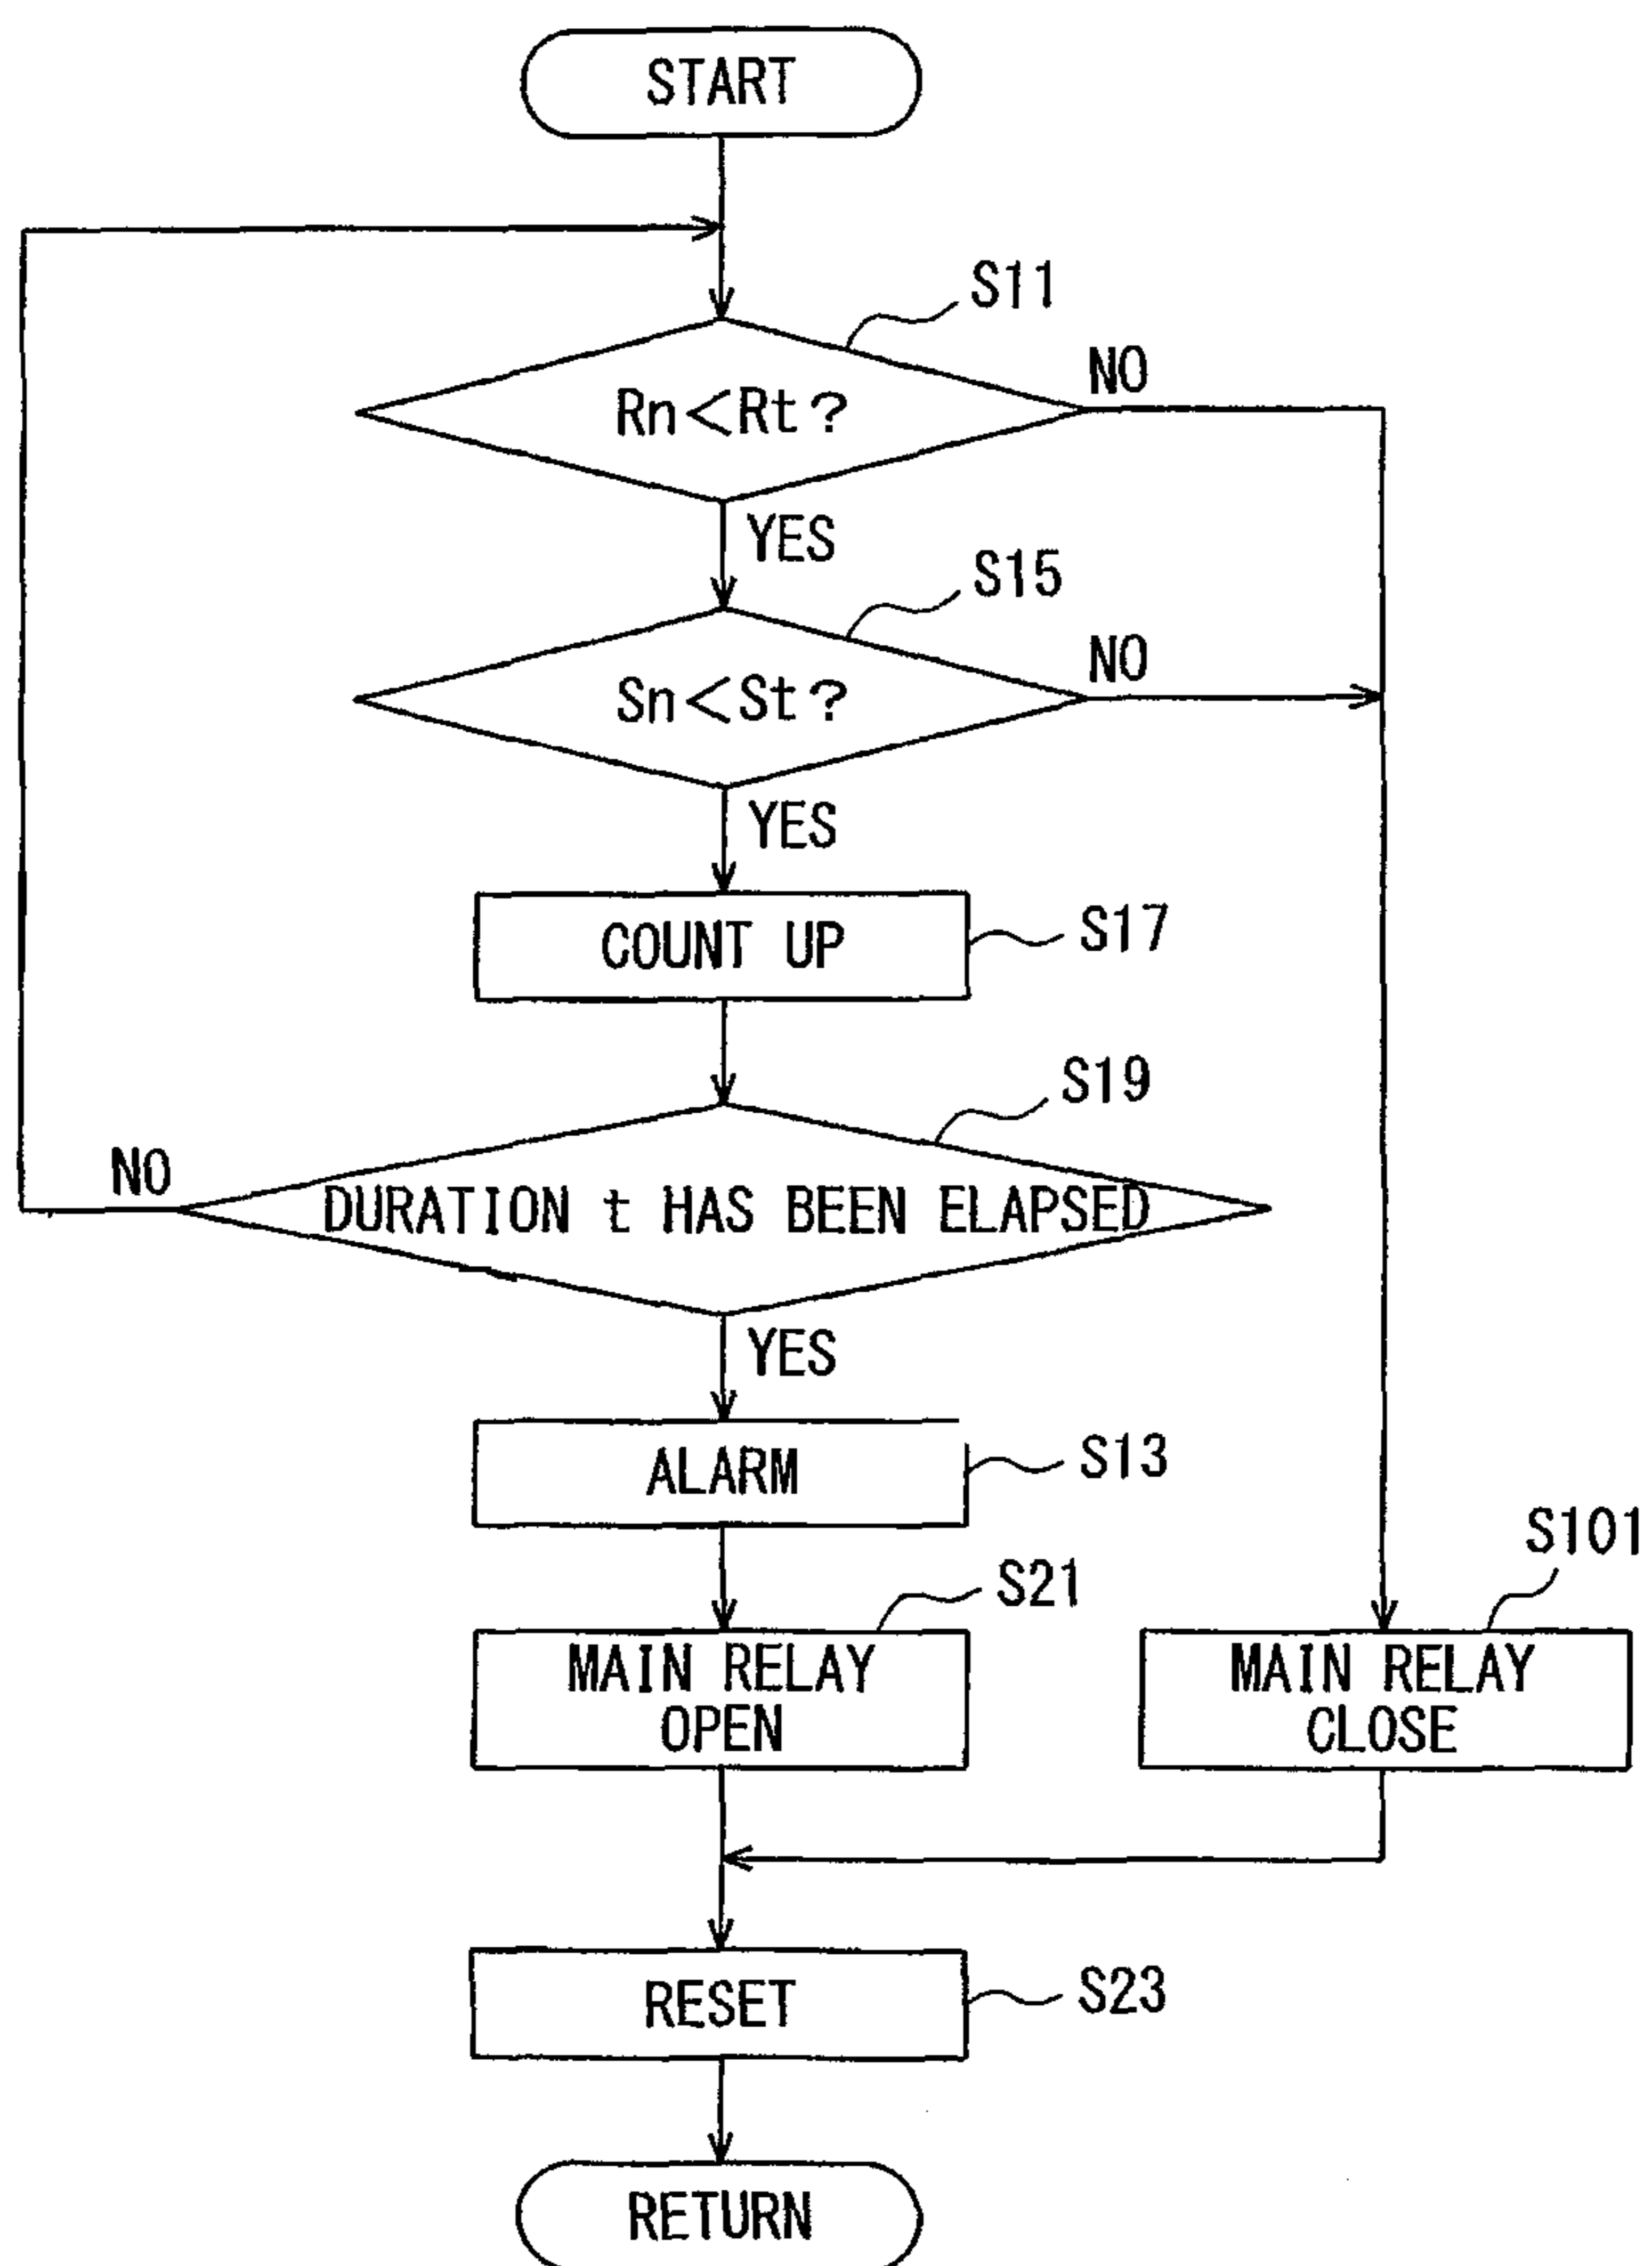 START
S11
Rn<Rt?
NO
YES
S15
Sn<St?
NO
YES
COUNT UP
S17
S19
NO
DURATION t HAS BEEN ELAPSED
YES
ALARM
S13
S21
S101
MAIN RELAY
OPEN
MAIN RELAY
CLOSE
RESET
S23
RETURN